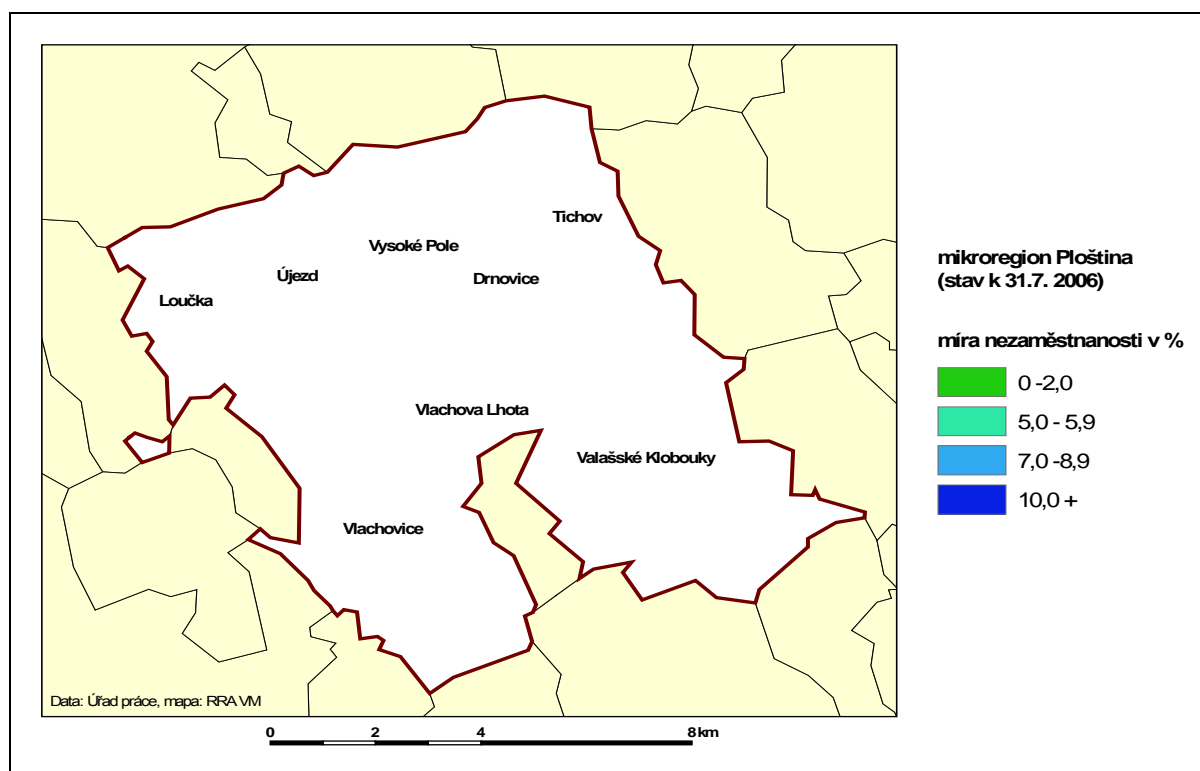 Tichov
Vysoké Pole
Újezd
Drnovice
Loučka
Vlachova Lhota
Valašské Klobouky
Vlachovice
mikroregion Ploština
(stav k 31.7. 2006)
míra nezaměstnanosti v %
0 -2,0
5,0 - 5,9
7,0 -8,9
10,0 +
Data: Úřad práce, mapa: RRA VM
0 2 4 8 km